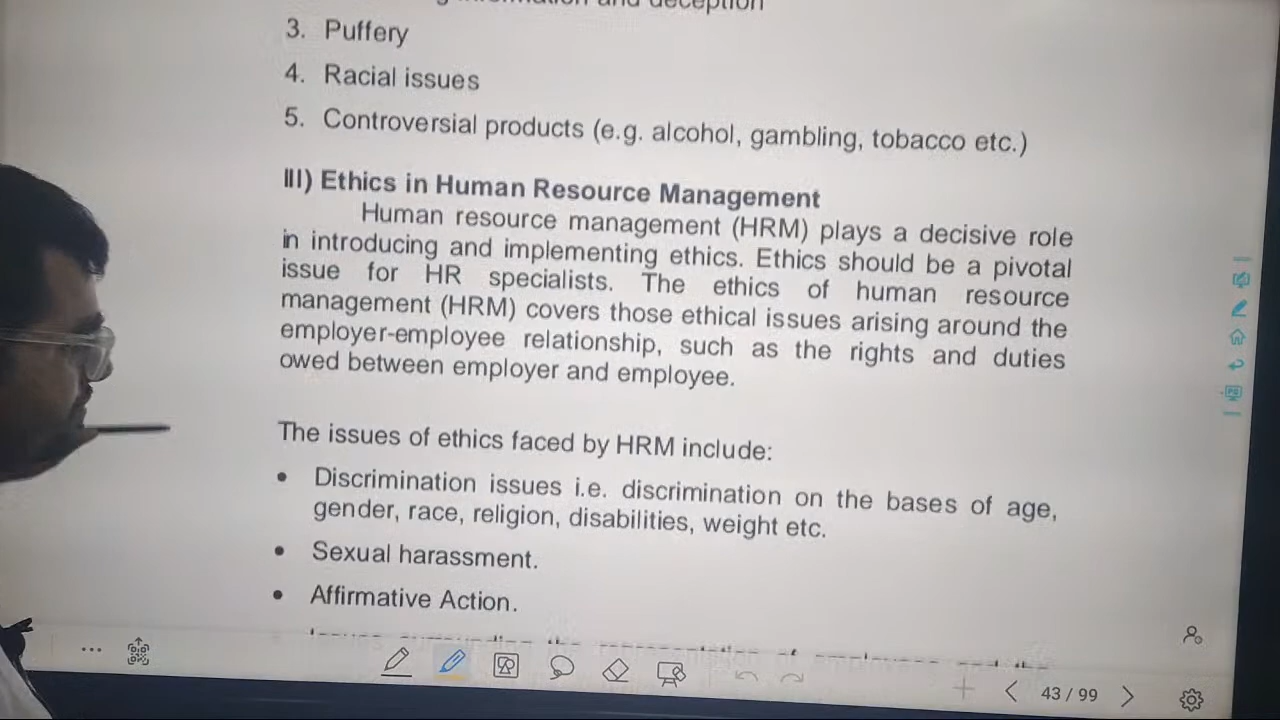 information and deception
3. Puffery
4. Racial issues
5. Controversial products (e.g. alcohol, gambling, tobacco etc.)
III) Ethics in Human Resource Management
Human resource management (HRM) plays a decisive role
in introducing and implementing ethics. Ethics should be a pivotal
issue for HR specialists. The ethics of human resource
management (HRM) covers those ethical issues arising around the
employer-employee relationship, such as the rights and duties
owed between employer and employee.
The issues of ethics faced by HRM include:
• Discrimination issues i.e. discrimination on the bases of age,
gender, race, religion, disabilities, weight etc.
• Sexual harassment.
• Affirmative Action.
43 / 99